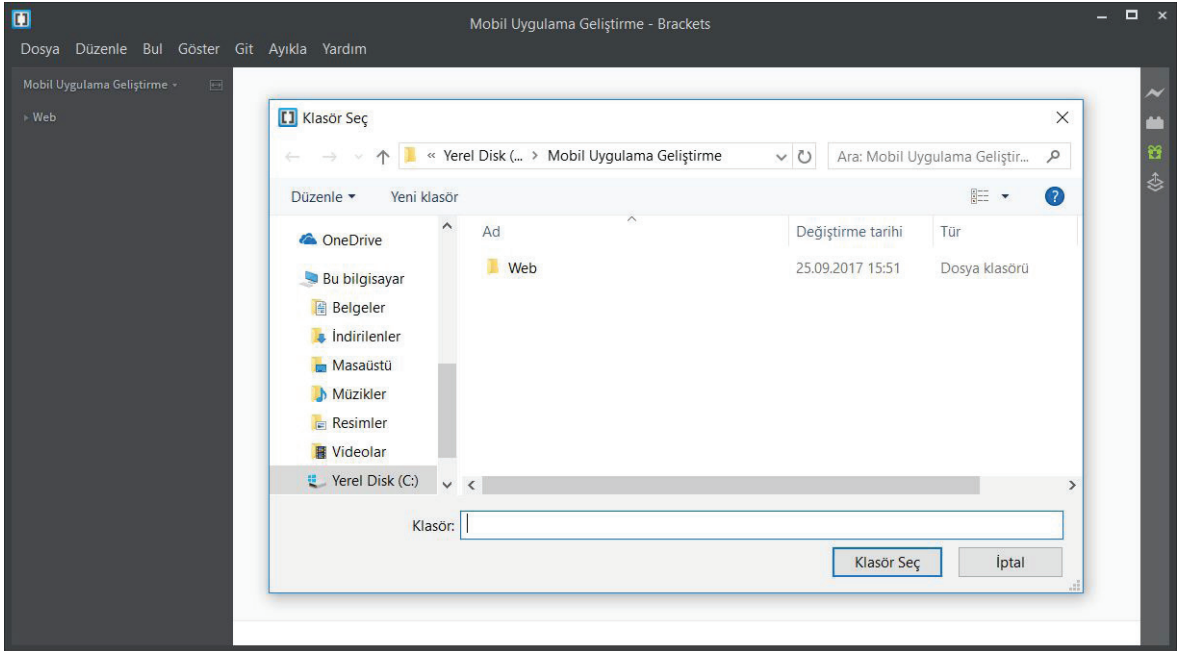 Mobil Uygulama Geliştirme - Brackets
Dosya Düzenle Bul Göster Git Ayıkla Yardım
Mobil Uygulama Geliştirme
Web
Klasör Seç
« Yerel Disk (... > Mobil Uygulama Geliştirme
Ara: Mobil Uygulama Geliştir...
Düzenle Yeni klasör
Ad Değiştirme tarihi Tür
Web 25.09.2017 15:51 Dosya klasörü
OneDrive
Bu bilgisayar
Belgeler
İndirilenler
Masaüstü
Müzikler
Resimler
Videolar
Yerel Disk (C:)
Klasör:
Klasör Seç İptal